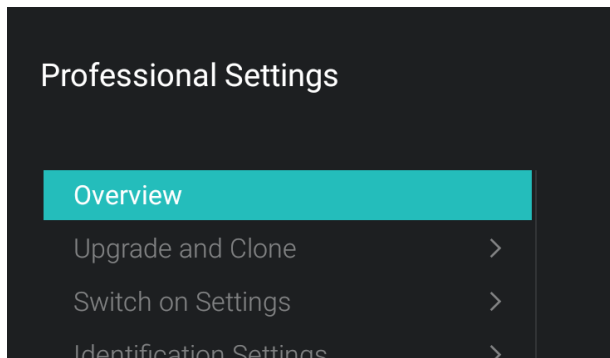 Professional Settings
Overview
Upgrade and Clone
Switch on Settings
Identification Settings